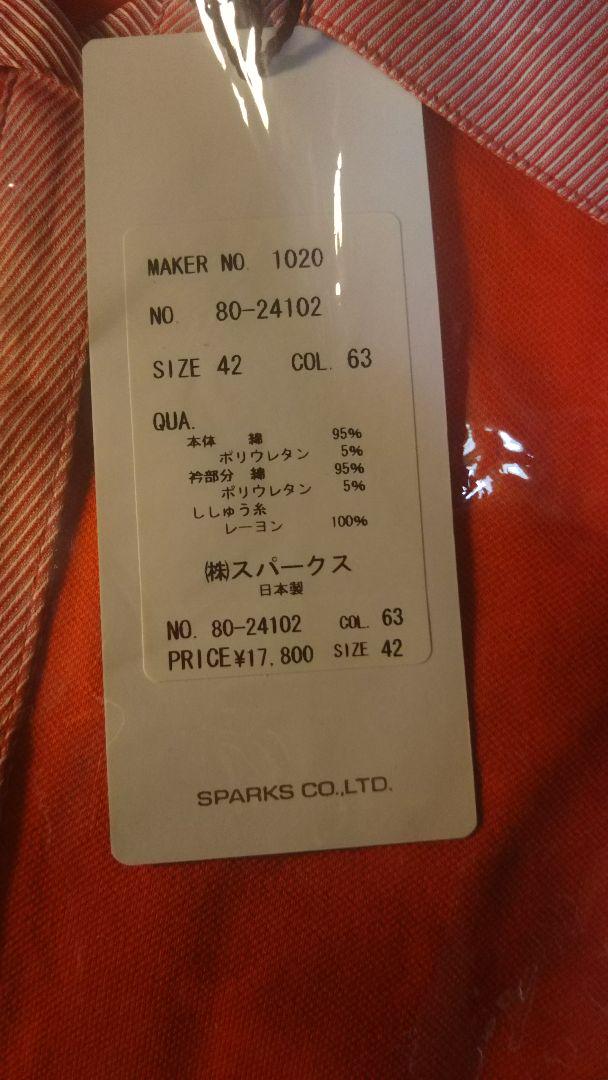 MAKER NO. 1020
NO. 80-24102
SIZE 42 COL. 63
QUA.
本体 綿 95%
ポリウレタン 5%
衿部分 綿 95%
ポリウレタン 5%
ししゅう糸
レーヨン 100%
㈱スパークス
日本製
NO. 80-24102 COL. 63
PRICE¥17,800 SIZE 42
SPARKS CO.,LTD.